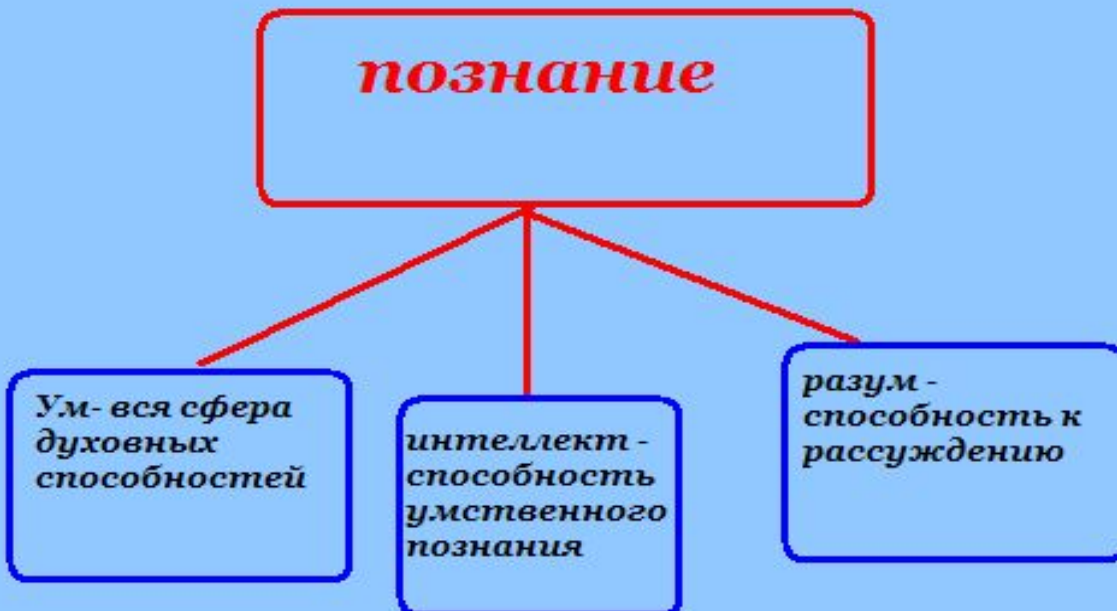 познание
Ум- вся сфера
духовных
способностей
интеллект -
способность
умственного
познания
разум -
способность к
рассуждению